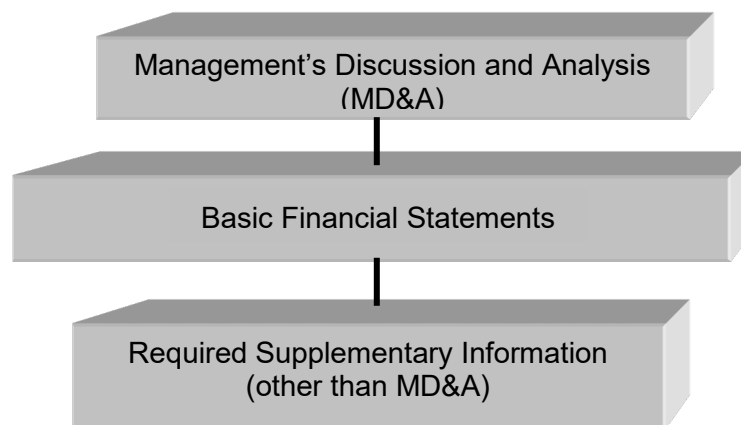 Management’s Discussion and Analysis
(MD&A)
Basic Financial Statements
Required Supplementary Information
(other than MD&A)